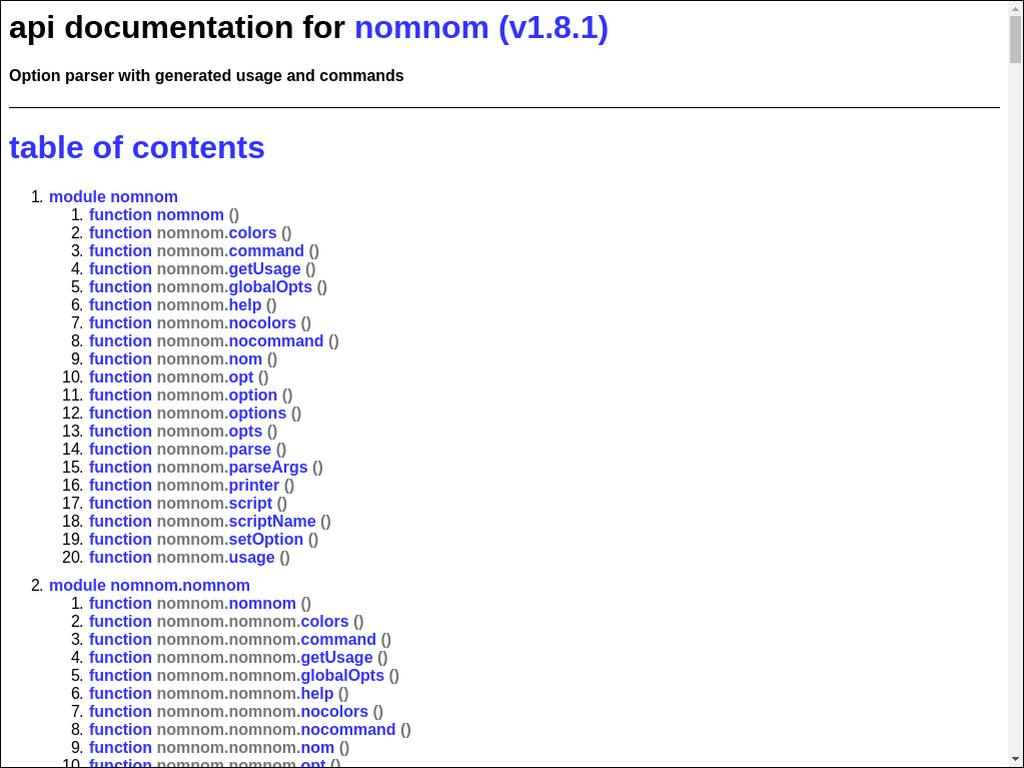 api documentation for nomnom (v1.8.1)
Option parser with generated usage and commands
table of contents
1. module nomnom
1. function nomnom ()
2. function nomnom.colors ()
3. function nomnom.command ()
4. function nomnom.getUsage ()
5. function nomnom.globalOpts ()
6. function nomnom.help ()
7. function nomnom.nocolors ()
8. function nomnom.nocommand ()
9. function nomnom.nom ()
10. function nomnom.opt ()
11. function nomnom.option ()
12. function nomnom.options ()
13. function nomnom.opts ()
14. function nomnom.parse ()
15. function nomnom.parseArgs ()
16. function nomnom.printer ()
17. function nomnom.script ()
18. function nomnom.scriptName ()
19. function nomnom.setOption ()
20. function nomnom.usage ()
2. module nomnom.nomnom
1. function nomnom.nomnom ()
2. function nomnom.nomnom.colors ()
3. function nomnom.nomnom.command ()
4. function nomnom.nomnom.getUsage ()
5. function nomnom.nomnom.globalOpts ()
6. function nomnom.nomnom.help ()
7. function nomnom.nomnom.nocolors ()
8. function nomnom.nomnom.nocommand ()
9. function nomnom.nomnom.nom ()
10. function nomnom.nomnom.opt ()